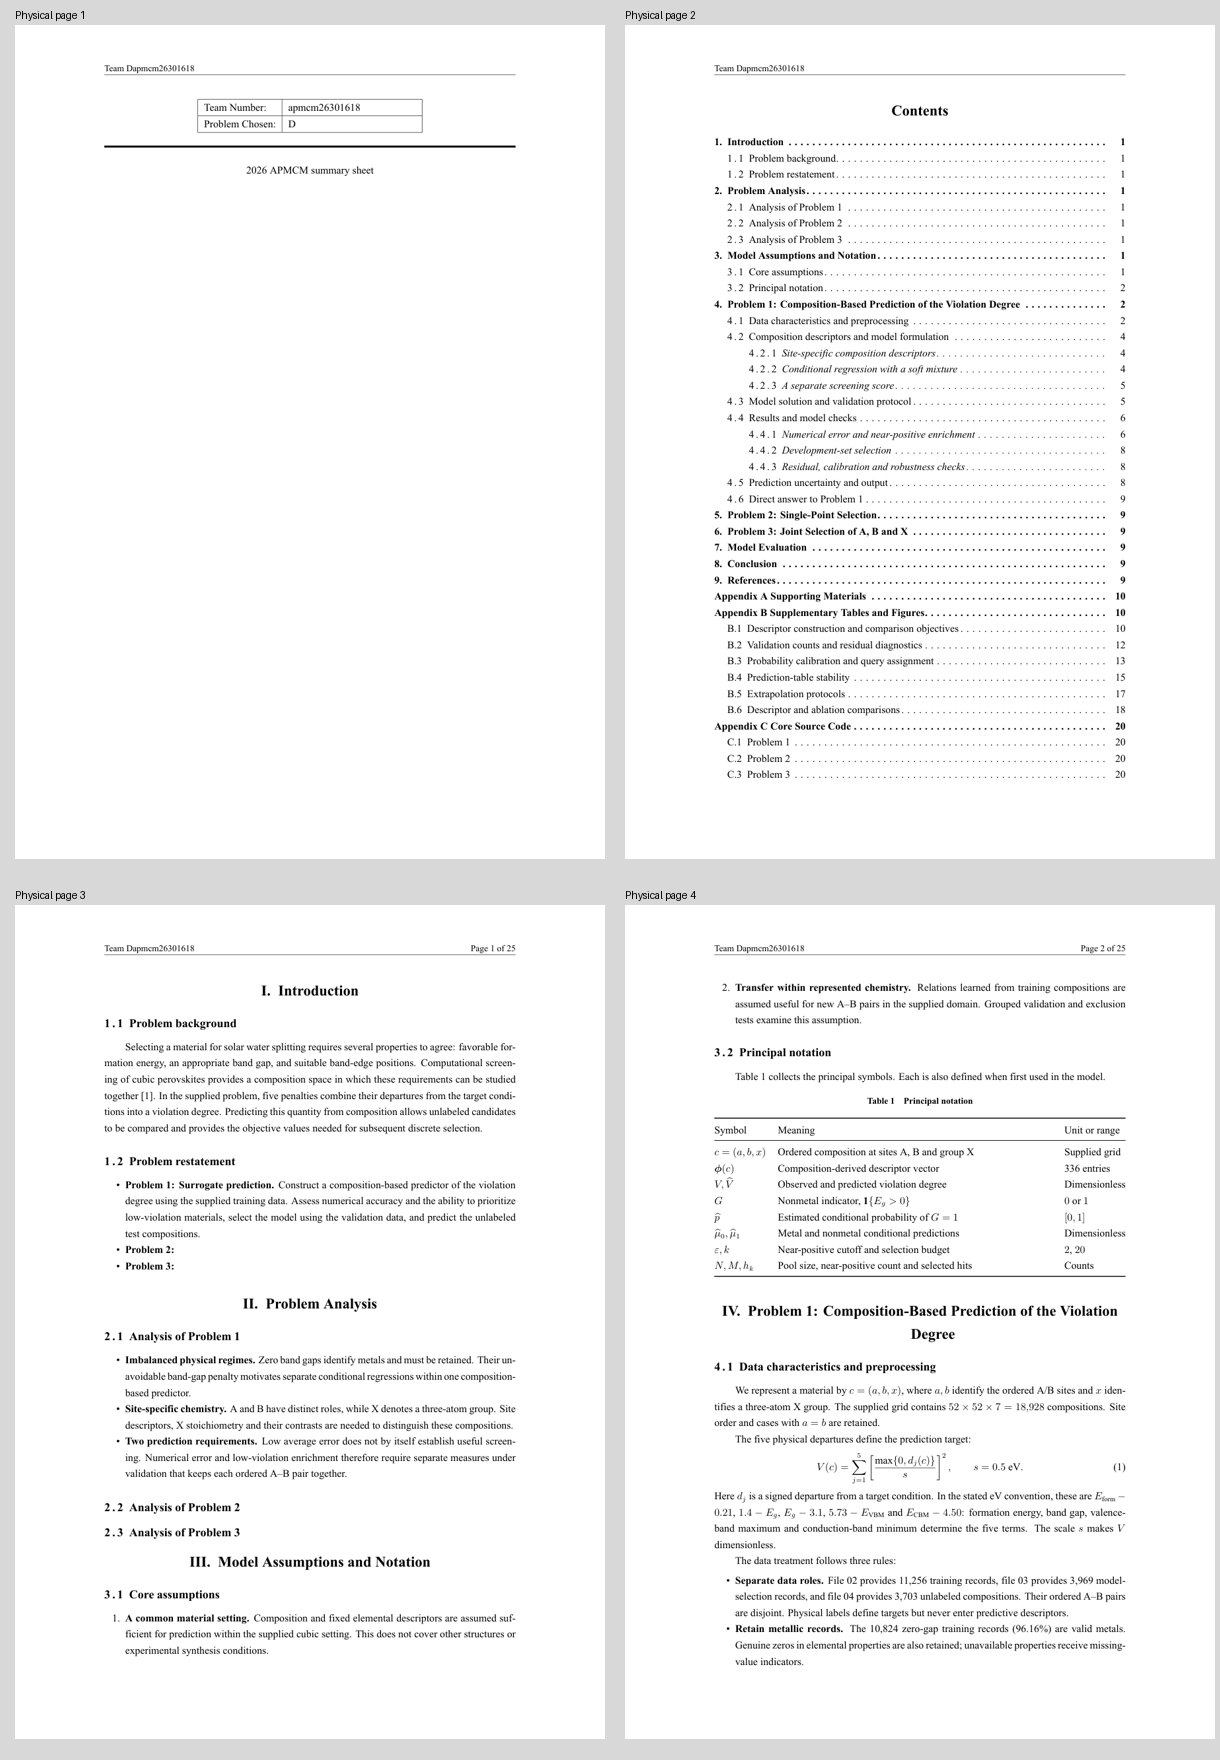 Physical page 1
Team Dapmcm26301618
Team Number: apmcm26301618
Problem Chosen: D
2026 APMCM summary sheet
Physical page 2
Team Dapmcm26301618
Contents
1. Introduction 1
1.1 Problem background 1
1.2 Problem restatement 1
2. Problem Analysis 1
2.1 Analysis of Problem 1 1
2.2 Analysis of Problem 2 1
2.3 Analysis of Problem 3 1
3. Model Assumptions and Notation 1
3.1 Core assumptions 1
3.2 Principal notation 2
4. Problem 1: Composition-Based Prediction of the Violation Degree 2
4.1 Data characteristics and preprocessing 2
4.2 Composition descriptors and model formulation 4
4.2.1 Site-specific composition descriptors 4
4.2.2 Conditional regression with a soft mixture 4
4.2.3 A separate screening score 5
4.3 Model solution and validation protocol 5
4.4 Results and model checks 6
4.4.1 Numerical error and near-positive enrichment 6
4.4.2 Development-set selection 8
4.4.3 Residual, calibration and robustness checks 8
4.5 Prediction uncertainty and output 8
4.6 Direct answer to Problem 1 9
5. Problem 2: Single-Point Selection 9
6. Problem 3: Joint Selection of A, B and X 9
7. Model Evaluation 9
8. Conclusion 9
9. References 9
Appendix A Supporting Materials 10
Appendix B Supplementary Tables and Figures 10
B.1 Descriptor construction and comparison objectives 10
B.2 Validation counts and residual diagnostics 12
B.3 Probability calibration and query assignment 13
B.4 Prediction-table stability 15
B.5 Extrapolation protocols 17
B.6 Descriptor and ablation comparisons 18
Appendix C Core Source Code 20
C.1 Problem 1 20
C.2 Problem 2 20
C.3 Problem 3 20
Physical page 3
Team Dapmcm26301618 Page 1 of 25
I. Introduction
1.1 Problem background
Selecting a material for solar water splitting requires several properties to agree: favorable for-
mation energy, an appropriate band gap, and suitable band-edge positions. Computational screen-
ing of cubic perovskites provides a composition space in which these requirements can be studied
together [1]. In the supplied problem, five penalties combine their departures from the target condi-
tions into a violation degree. Predicting this quantity from composition allows unlabeled candidates
to be compared and provides the objective values needed for subsequent discrete selection.
1.2 Problem restatement
• Problem 1: Surrogate prediction. Construct a composition-based predictor of the violation
degree using the supplied training data. Assess numerical accuracy and the ability to prioritize
low-violation materials, select the model using the validation data, and predict the unlabeled
test compositions.
• Problem 2:
• Problem 3:
II. Problem Analysis
2.1 Analysis of Problem 1
• Imbalanced physical regimes. Zero band gaps identify metals and must be retained. Their un-
avoidable band-gap penalty motivates separate conditional regressions within one composition-
based predictor.
• Site-specific chemistry. A and B have distinct roles, while X denotes a three-atom group. Site
descriptors, X stoichiometry and their contrasts are needed to distinguish these compositions.
• Two prediction requirements. Low average error does not by itself establish useful screen-
ing. Numerical error and low-violation enrichment therefore require separate measures under
validation that keeps each ordered A–B pair together.
2.2 Analysis of Problem 2
2.3 Analysis of Problem 3
III. Model Assumptions and Notation
3.1 Core assumptions
1. A common material setting. Composition and fixed elemental descriptors are assumed suf-
ficient for prediction within the supplied cubic setting. This does not cover other structures or
experimental synthesis conditions.
Physical page 4
Team Dapmcm26301618 Page 2 of 25
2. Transfer within represented chemistry. Relations learned from training compositions are
assumed useful for new A–B pairs in the supplied domain. Grouped validation and exclusion
tests examine this assumption.
3.2 Principal notation
Table 1 collects the principal symbols. Each is also defined when first used in the model.
Table 1 Principal notation
Symbol Meaning Unit or range
c = (a, b, x) Ordered composition at sites A, B and group X Supplied grid
ϕ(c) Composition-derived descriptor vector 336 entries
V, V̂ Observed and predicted violation degree Dimensionless
G Nonmetal indicator, 1{E_g > 0} 0 or 1
p̂ Estimated conditional probability of G = 1 [0, 1]
μ̂₀, μ̂₁ Metal and nonmetal conditional predictions Dimensionless
ε, k Near-positive cutoff and selection budget 2, 20
N, M, h_k Pool size, near-positive count and selected hits Counts
IV. Problem 1: Composition-Based Prediction of the Violation
Degree
4.1 Data characteristics and preprocessing
We represent a material by c = (a, b, x), where a, b identify the ordered A/B sites and x iden-
tifies a three-atom X group. The supplied grid contains 52 × 52 × 7 = 18,928 compositions. Site
order and cases with a = b are retained.
The five physical departures define the prediction target:
V(c) = ∑_{j=1}^{5} [max{0, d_j(c)} / s]², s = 0.5 eV. (1)
Here d_j is a signed departure from a target condition. In the stated eV convention, these are E_form −
0.21, 1.4 − E_g, E_g − 3.1, 5.73 − E_VBM and E_CBM − 4.50: formation energy, band gap, valence-
band maximum and conduction-band minimum determine the five terms. The scale s makes V
dimensionless.
The data treatment follows three rules:
• Separate data roles. File 02 provides 11,256 training records, file 03 provides 3,969 model-
selection records, and file 04 provides 3,703 unlabeled compositions. Their ordered A–B pairs
are disjoint. Physical labels define targets but never enter predictive descriptors.
• Retain metallic records. The 10,824 zero-gap training records (96.16%) are valid metals.
Genuine zeros in elemental properties are also retained; unavailable properties receive missing-
value indicators.